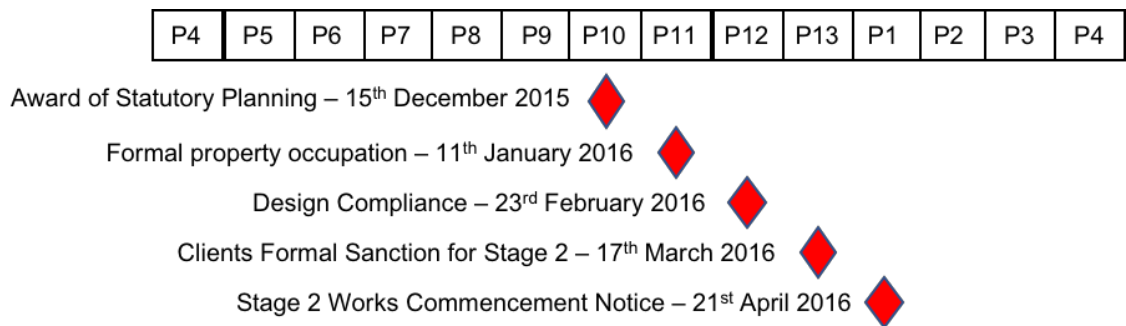 P4 P5 P6 P7 P8 P9 P10 P11 P12 P13 P1 P2 P3 P4
Award of Statutory Planning – 15th December 2015
Formal property occupation – 11th January 2016
Design Compliance – 23rd February 2016
Clients Formal Sanction for Stage 2 – 17th March 2016
Stage 2 Works Commencement Notice – 21st April 2016